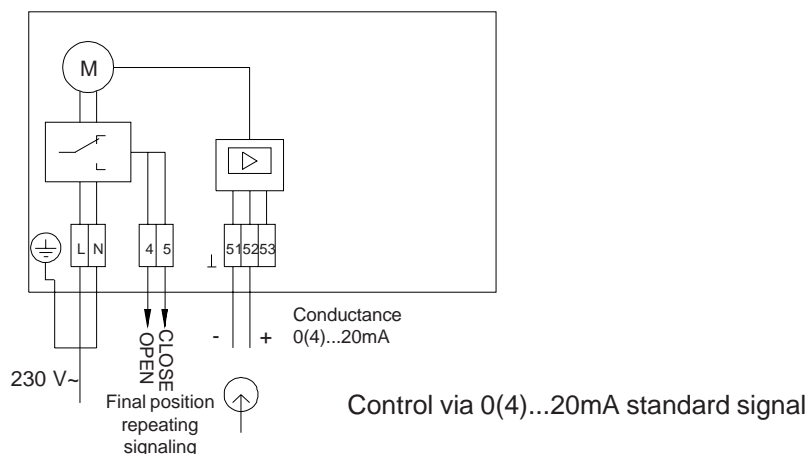 M
L N 4 5 ⊥ 51 52 53
Conductance
- + 0(4)...20mA
OPEN
CLOSE
230 V~
Final position
repeating
signaling
Control via 0(4)...20mA standard signal